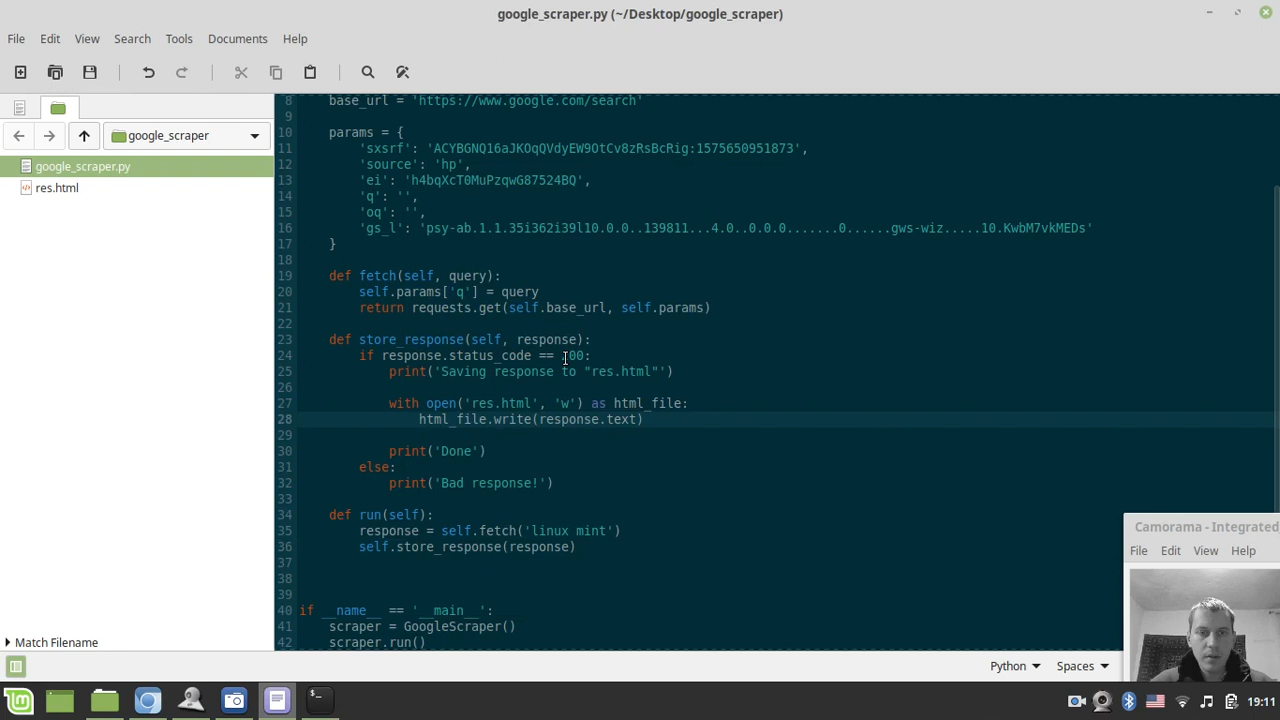 google_scraper.py (~/Desktop/google_scraper)
File Edit View Search Tools Documents Help
google_scraper
google_scraper.py
res.html
8 base_url = 'https://www.google.com/search'
9
10 params = {
11 'sxsrf': 'ACYBGNQ16aJKOqQVdyEW9OtCv8zRsBcRig:1575650951873',
12 'source': 'hp',
13 'ei': 'h4bqXcT0MuPzqwG87524BQ',
14 'q': '',
15 'oq': '',
16 'gs_l': 'psy-ab.1.1.35i362i39l10.0.0..139811...4.0..0.0.0.......0......gws-wiz.....10.KwbM7vkMEDs'
17 }
18
19 def fetch(self, query):
20 self.params['q'] = query
21 return requests.get(self.base_url, self.params)
22
23 def store_response(self, response):
24 if response.status_code == 200:
25 print('Saving response to "res.html"')
26
27 with open('res.html', 'w') as html_file:
28 html_file.write(response.text)
29
30 print('Done')
31 else:
32 print('Bad response!')
33
34 def run(self):
35 response = self.fetch('linux mint')
36 self.store_response(response)
37
38
39
40 if __name__ == '__main__':
41 scraper = GoogleScraper()
42 scraper.run()
Match Filename
Python Spaces
Camorama - Integrated
File Edit View Help
19:11